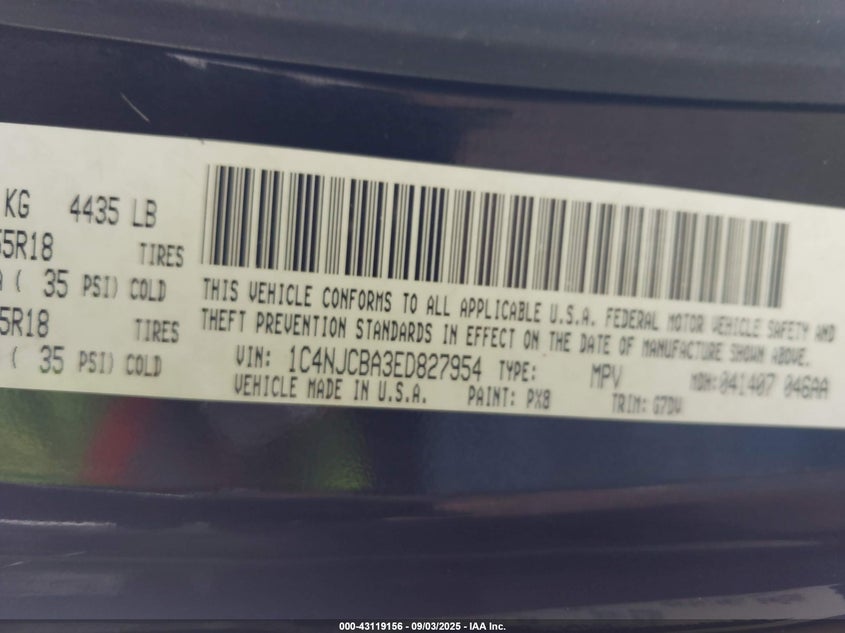 KG 4435 LB
55R18 TIRES
( 35 PSI) COLD
5R18 TIRES
( 35 PSI) COLD
THIS VEHICLE CONFORMS TO ALL APPLICABLE U.S.A. FEDERAL MOTOR VEHICLE SAFETY AND
THEFT PREVENTION STANDARDS IN EFFECT ON THE DATE OF MANUFACTURE SHOWN ABOVE.
VIN: 1C4NJCBA3ED827954 TYPE: MPV MDH:041407 046AA
VEHICLE MADE IN U.S.A. PAINT: PX8 TRIM: G7DV
000-43119156 - 09/03/2025 - IAA Inc.